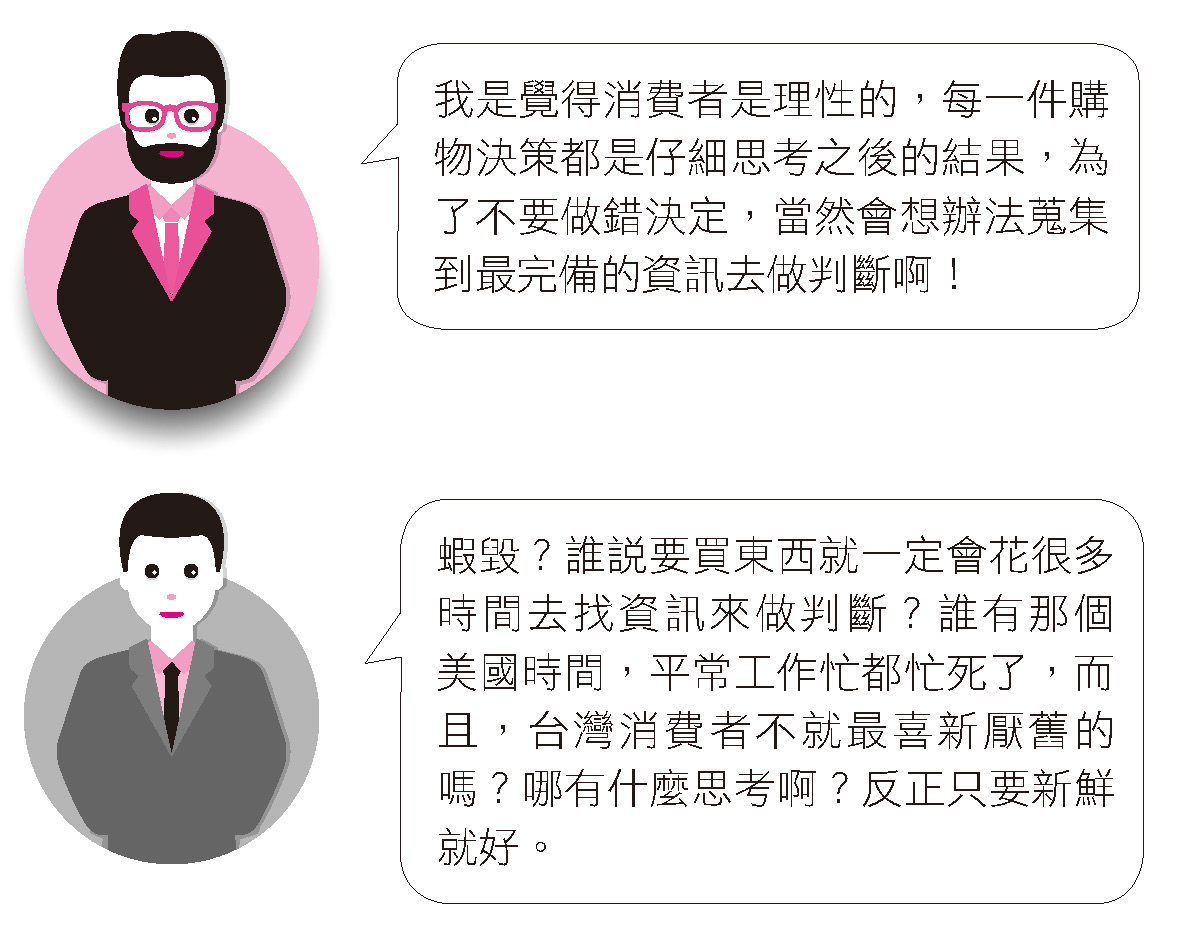 我是覺得消費者是理性的，每一件購
物決策都是仔細思考之後的結果，為
了不要做錯決定，當然會想辦法蒐集
到最完備的資訊去做判斷啊！
蝦毀？誰說要買東西就一定會花很多
時間去找資訊來做判斷？誰有那個
美國時間，平常工作忙都忙死了，而
且，台灣消費者不就最喜新厭舊的
嗎？哪有什麼思考啊？反正只要新鮮
就好。